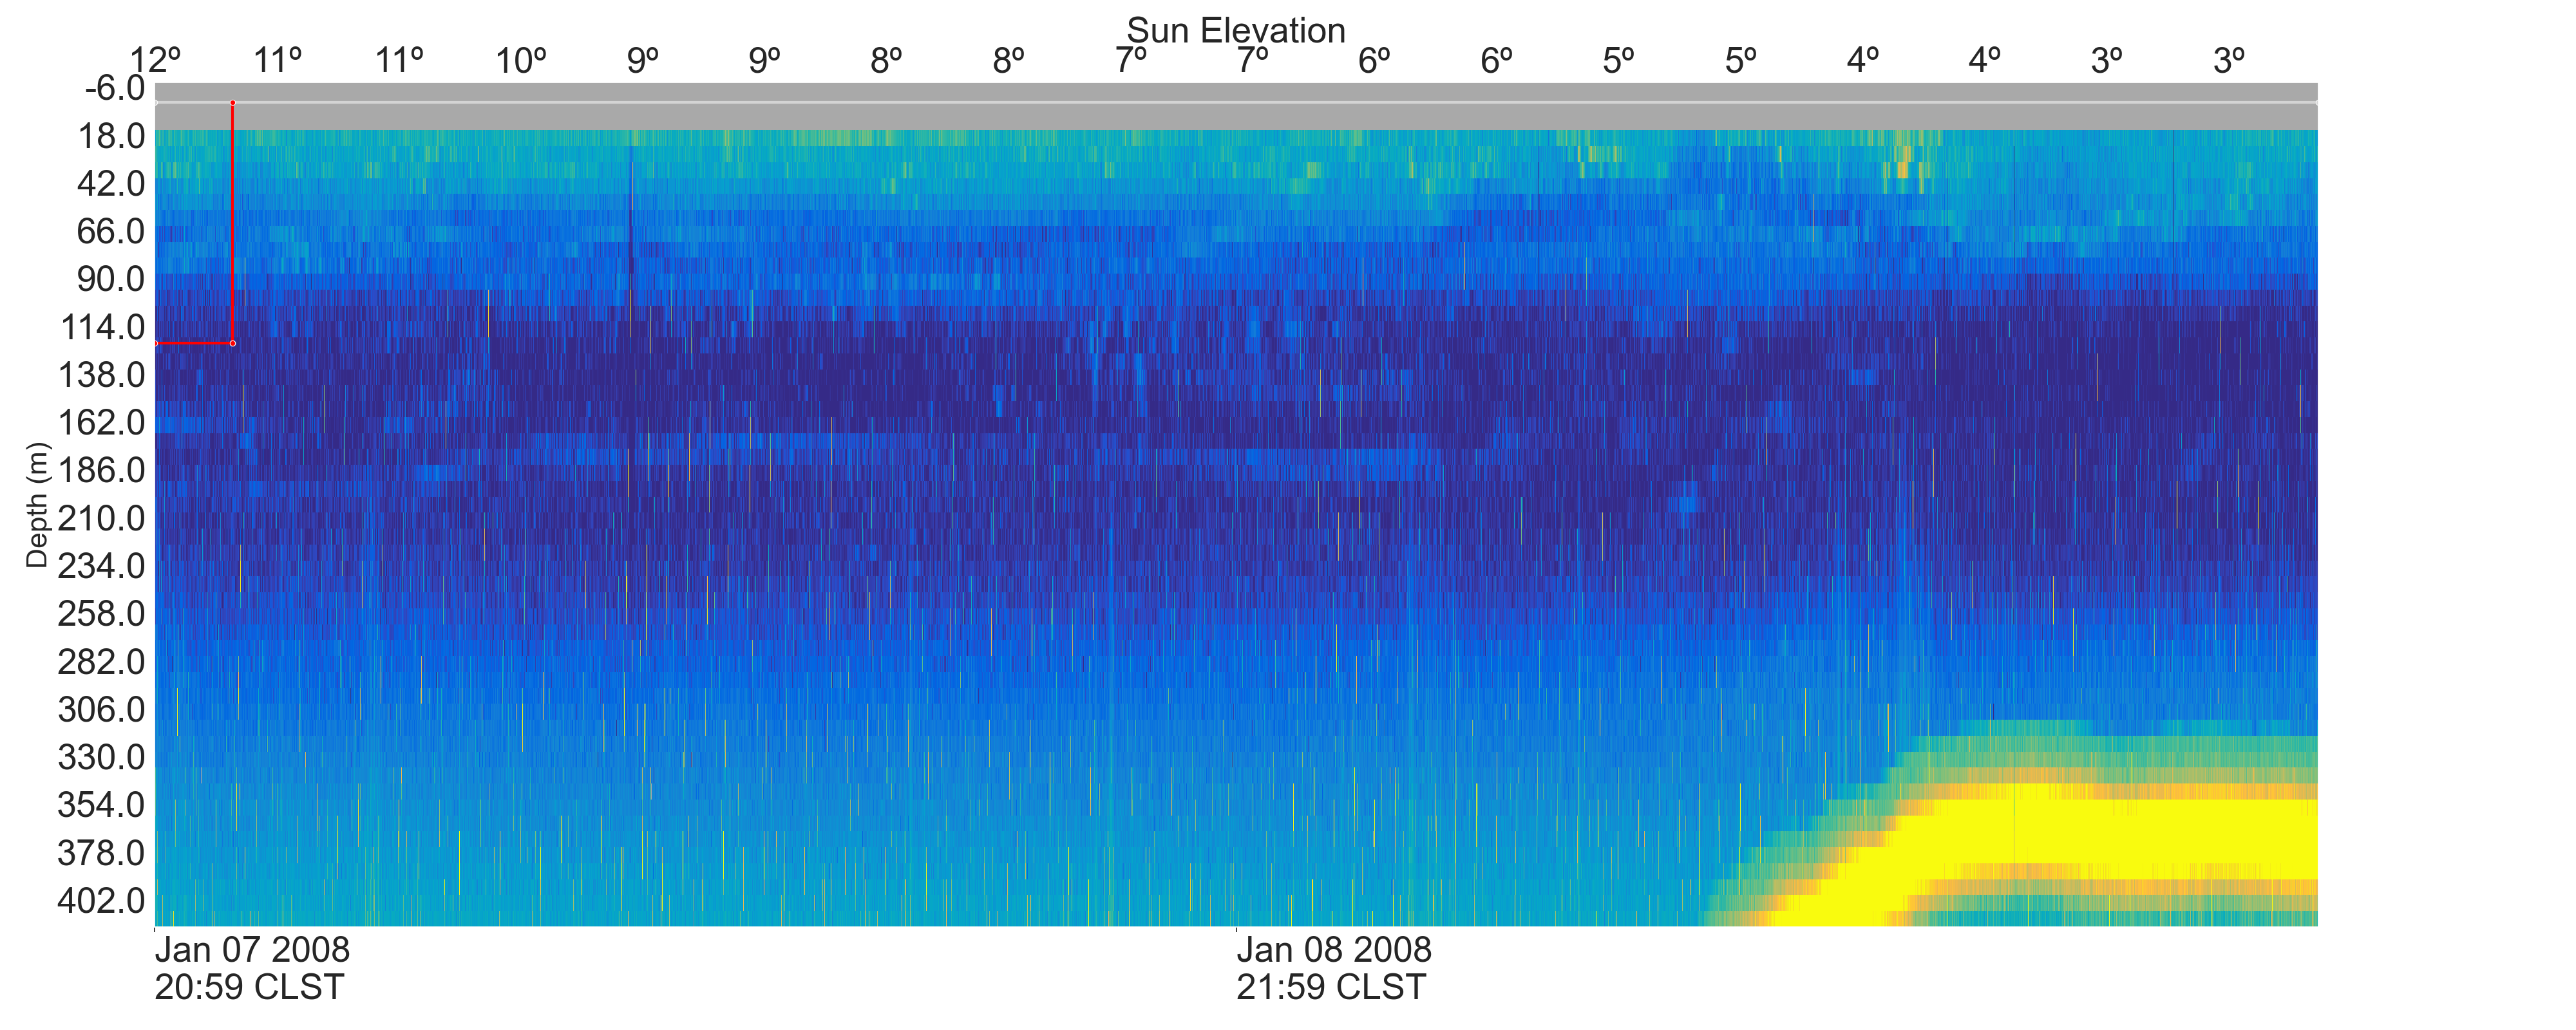 Sun Elevation
12º 11º 11º 10º 9º 9º 8º 8º 7º 7º 6º 6º 5º 5º 4º 4º 3º 3º
-6.0
18.0
42.0
66.0
90.0
114.0
138.0
162.0
186.0
210.0
234.0
258.0
282.0
306.0
330.0
354.0
378.0
402.0
Depth (m)
Jan 07 2008
20:59 CLST
Jan 08 2008
21:59 CLST